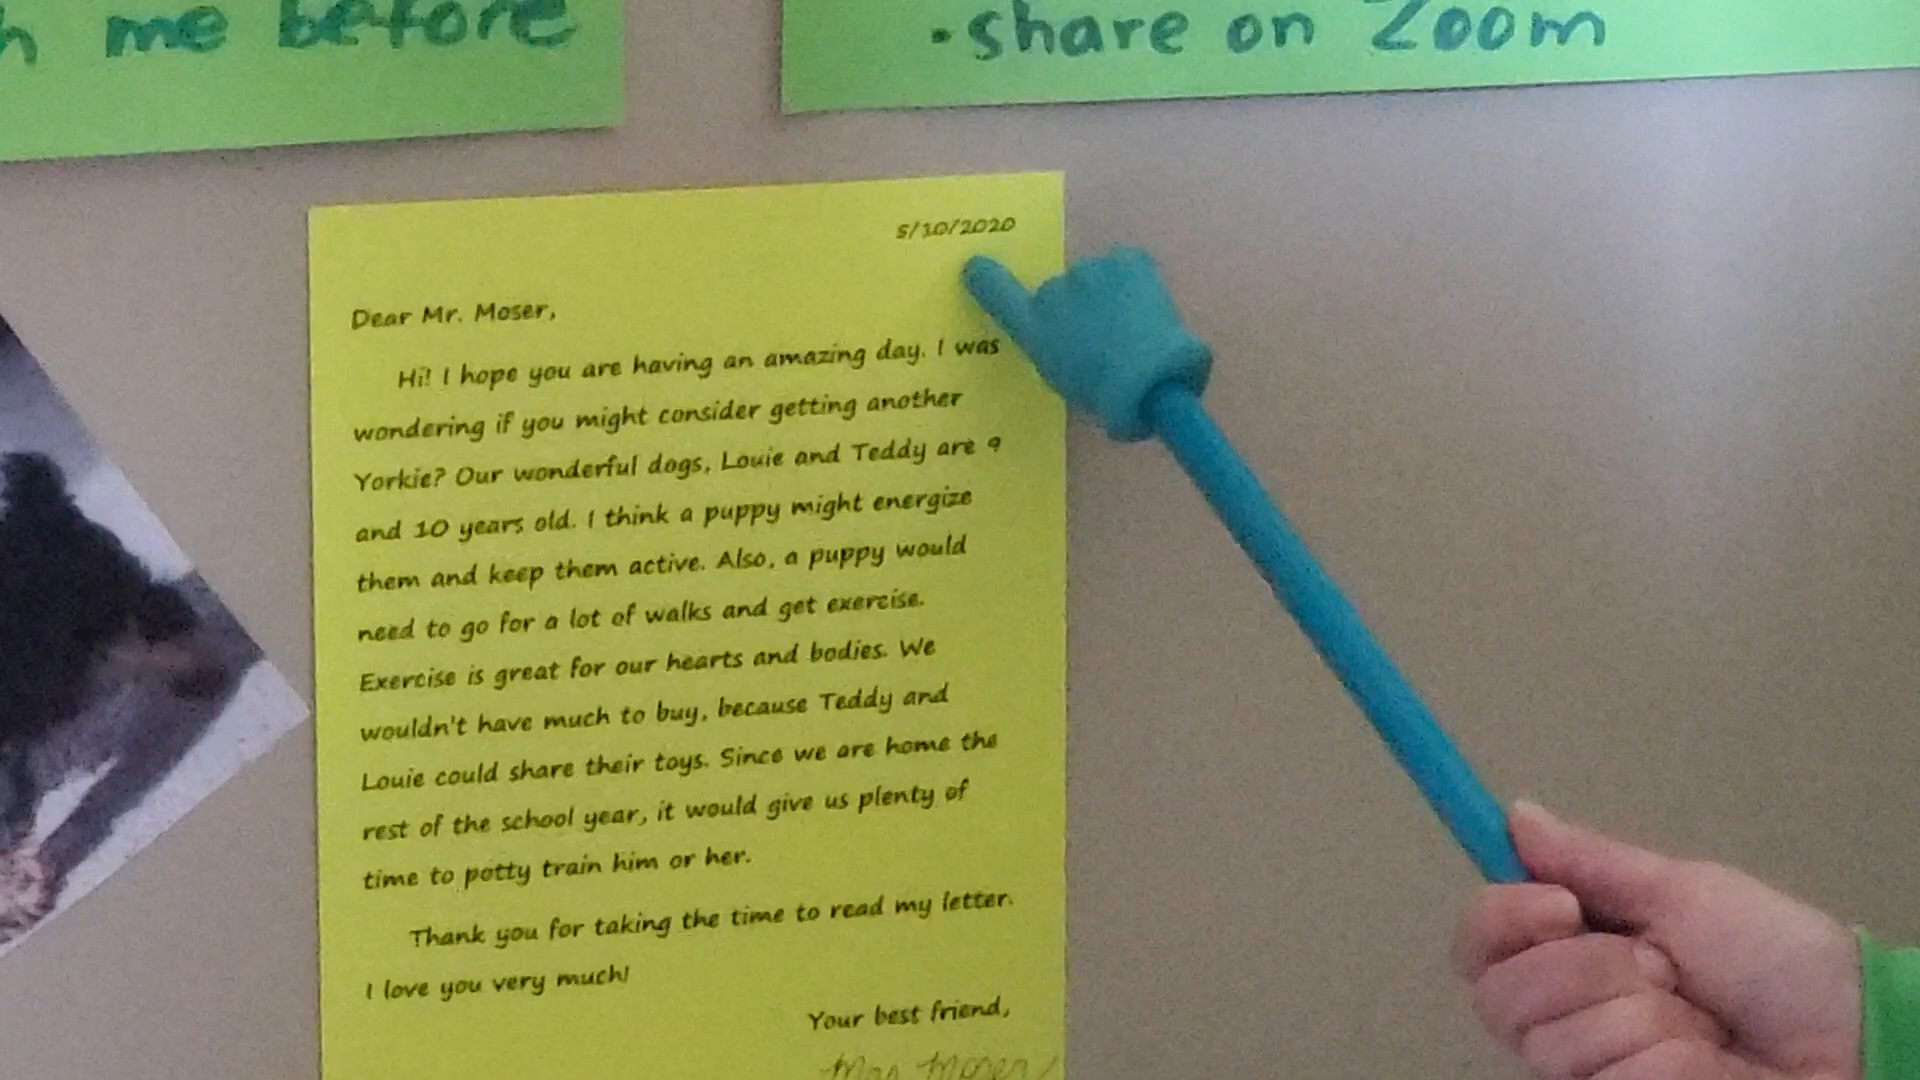 me before
• share on Zoom
5/10/2020
Dear Mr. Moser,
Hi! I hope you are having an amazing day. I was
wondering if you might consider getting another
Yorkie? Our wonderful dogs, Louie and Teddy are 9
and 10 years old. I think a puppy might energize
them and keep them active. Also, a puppy would
need to go for a lot of walks and get exercise.
Exercise is great for our hearts and bodies. We
wouldn't have much to buy, because Teddy and
Louie could share their toys. Since we are home the
rest of the school year, it would give us plenty of
time to potty train him or her.
Thank you for taking the time to read my letter.
I love you very much!
Your best friend,
Mrs. Moser